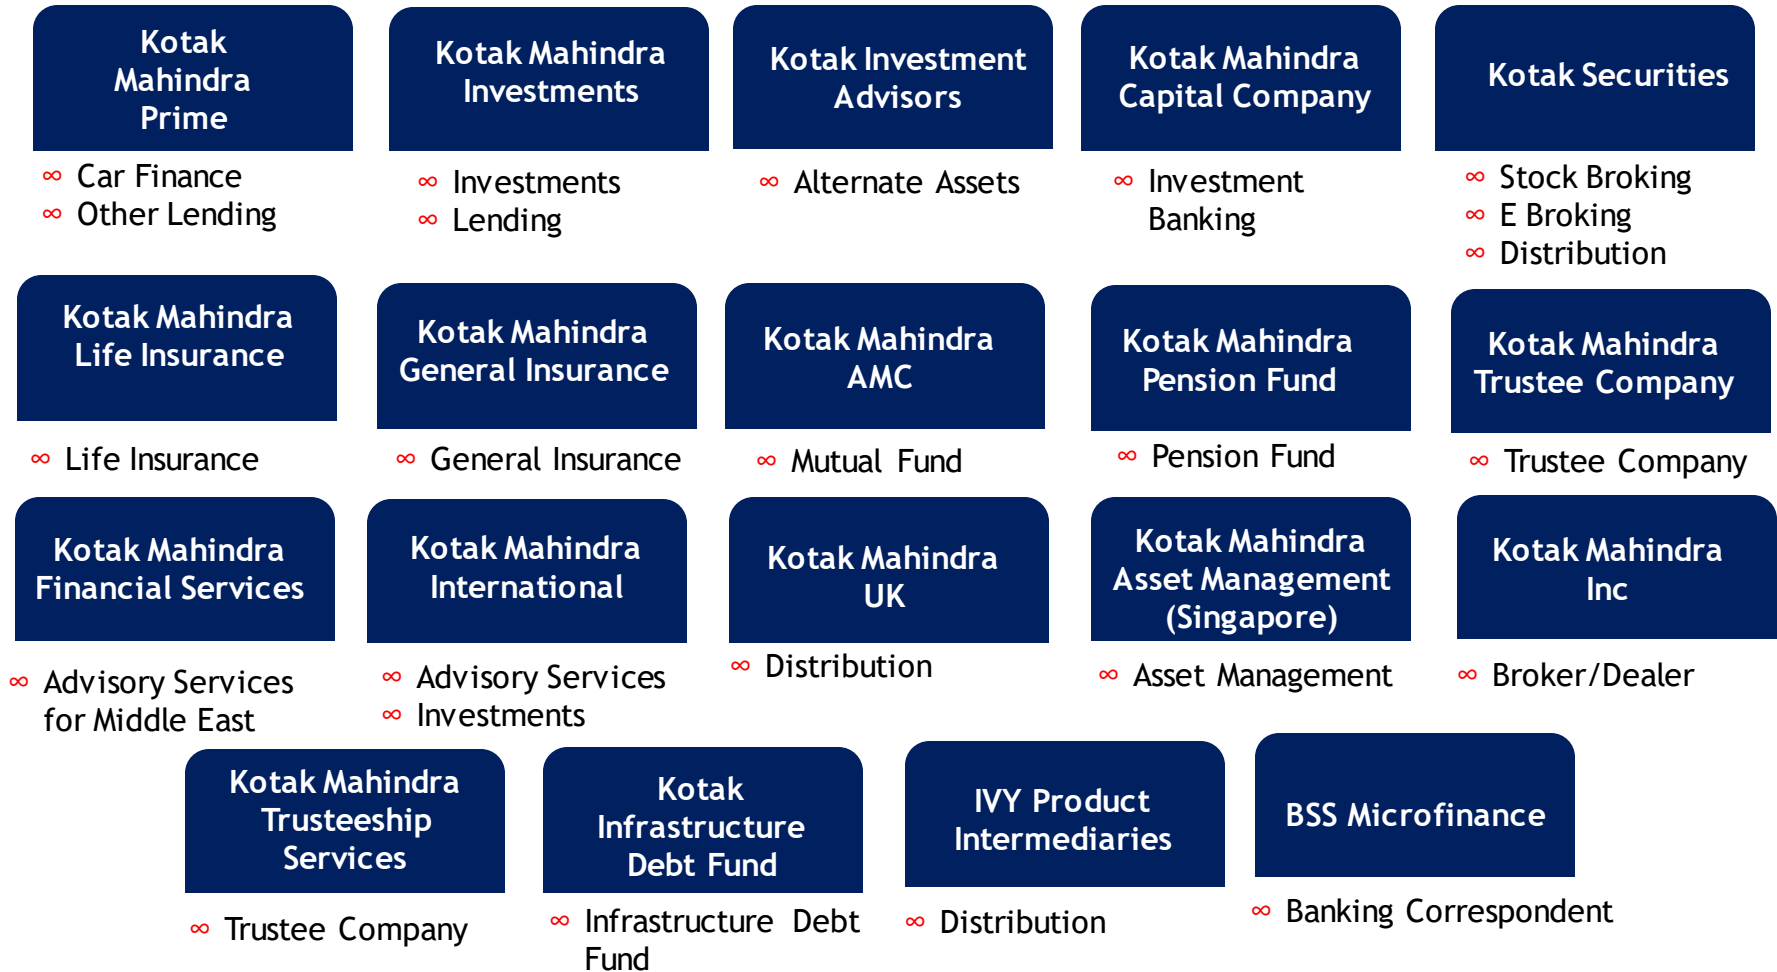 Kotak
Mahindra
Prime
∞ Car Finance
∞ Other Lending
Kotak Mahindra
Investments
∞ Investments
∞ Lending
Kotak Investment
Advisors
∞ Alternate Assets
Kotak Mahindra
Capital Company
∞ Investment
Banking
Kotak Securities
∞ Stock Broking
∞ E Broking
∞ Distribution
Kotak Mahindra
Life Insurance
∞ Life Insurance
Kotak Mahindra
General Insurance
∞ General Insurance
Kotak Mahindra
AMC
∞ Mutual Fund
Kotak Mahindra
Pension Fund
∞ Pension Fund
Kotak Mahindra
Trustee Company
∞ Trustee Company
Kotak Mahindra
Financial Services
∞ Advisory Services
for Middle East
Kotak Mahindra
International
∞ Advisory Services
∞ Investments
Kotak Mahindra
UK
∞ Distribution
Kotak Mahindra
Asset Management
(Singapore)
∞ Asset Management
Kotak Mahindra
Inc
∞ Broker/Dealer
Kotak Mahindra
Trusteeship
Services
∞ Trustee Company
Kotak
Infrastructure
Debt Fund
∞ Infrastructure Debt
Fund
IVY Product
Intermediaries
∞ Distribution
BSS Microfinance
∞ Banking Correspondent